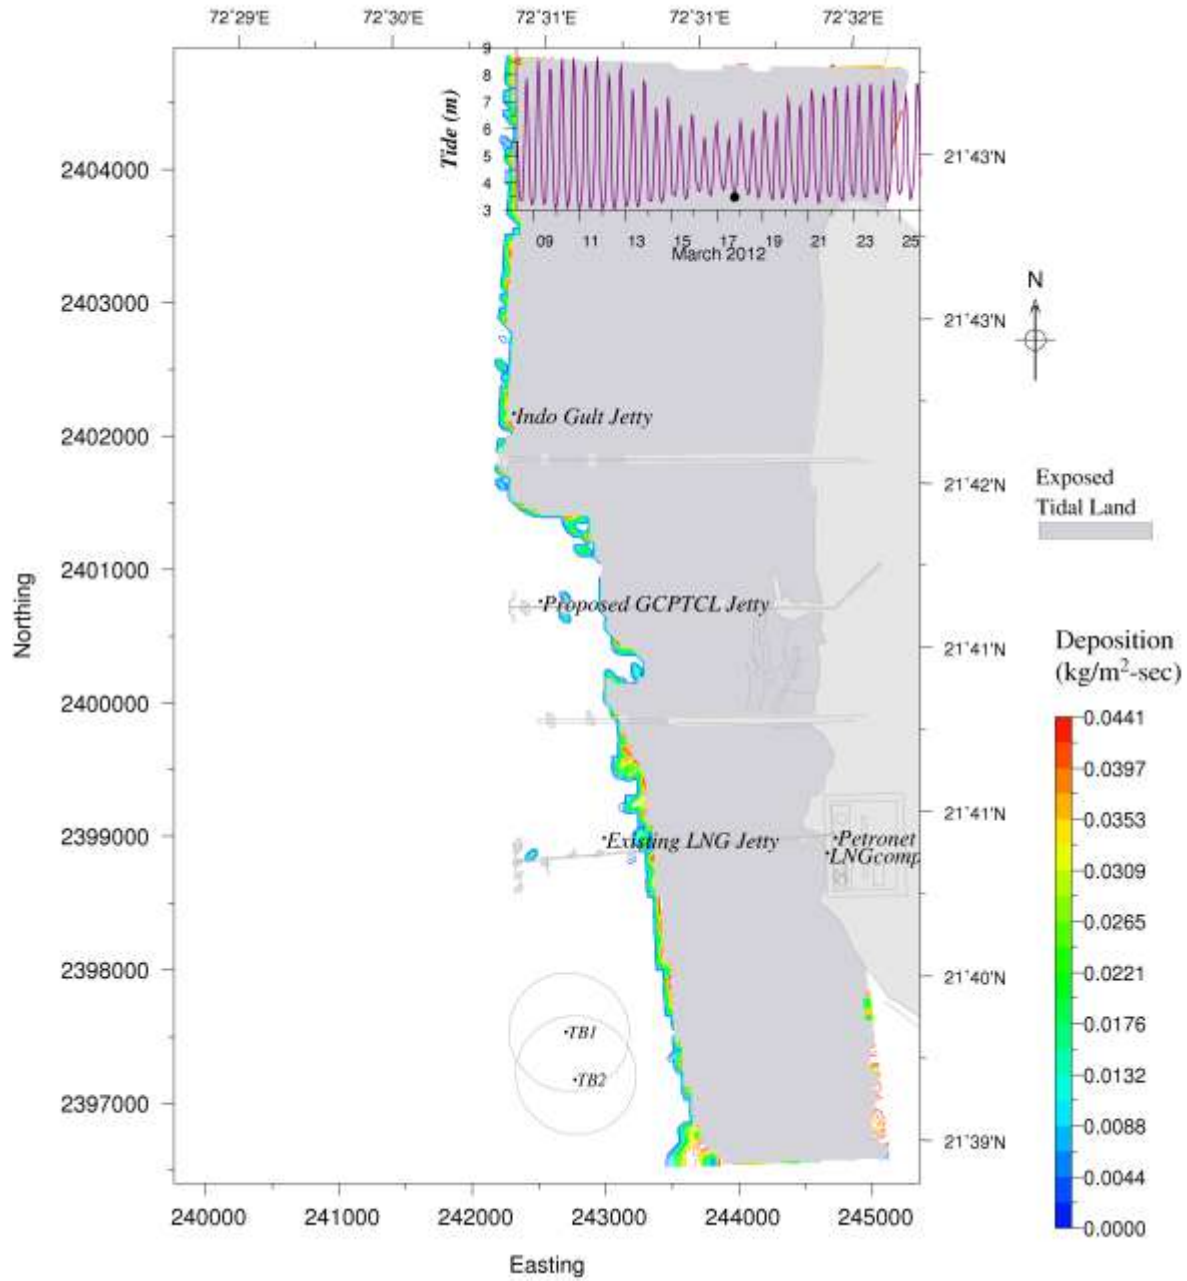 72°29'E 72°30'E 72°31'E 72°31'E 72°32'E
9
8
7
6
5
4
3
Tide (m)
09 11 13 15 17 19 21 23 25
March 2012
2404000
2403000
2402000
2401000
2400000
2399000
2398000
2397000
Northing
21°43'N
21°43'N
21°42'N
21°41'N
21°41'N
21°40'N
21°39'N
N
Indo Gult Jetty
Proposed GCPTCL Jetty
Existing LNG Jetty
Petronet
LNGcomp
TB1
TB2
Exposed
Tidal Land
Deposition
(kg/m²-sec)
0.0441
0.0397
0.0353
0.0309
0.0265
0.0221
0.0176
0.0132
0.0088
0.0044
0.0000
240000 241000 242000 243000 244000 245000
Easting